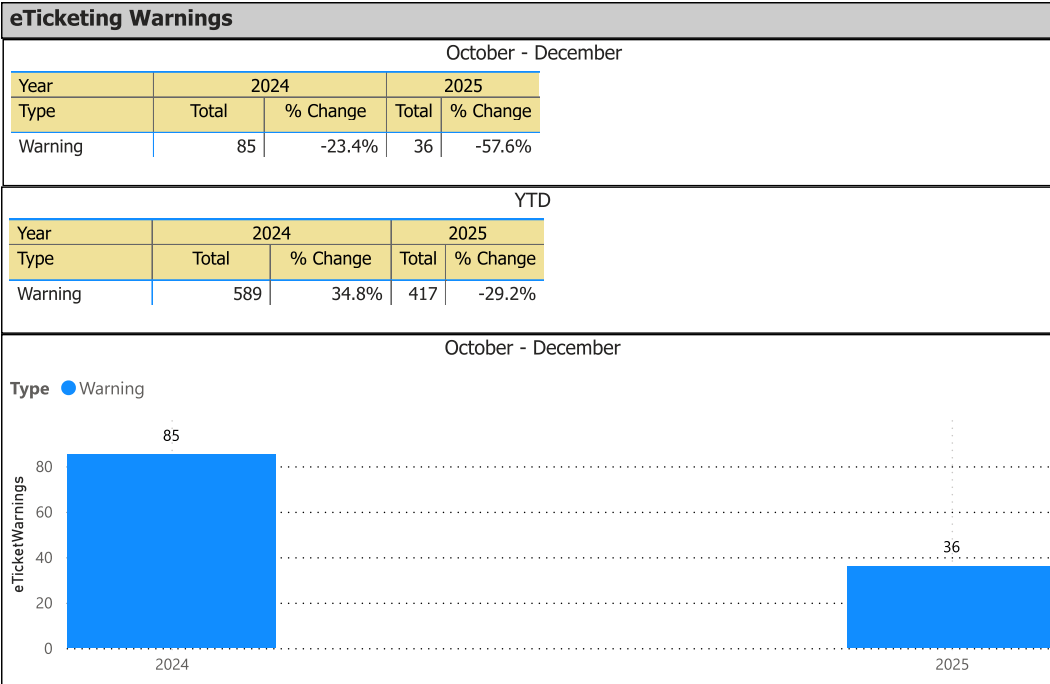 eTicketing Warnings
October - December
Year 2024 2025
Type Total % Change Total % Change
Warning 85 -23.4% 36 -57.6%
YTD
Year 2024 2025
Type Total % Change Total % Change
Warning 589 34.8% 417 -29.2%
October - December
Type Warning
85
80
60
40
20
0
eTicketWarnings
36
2024 2025